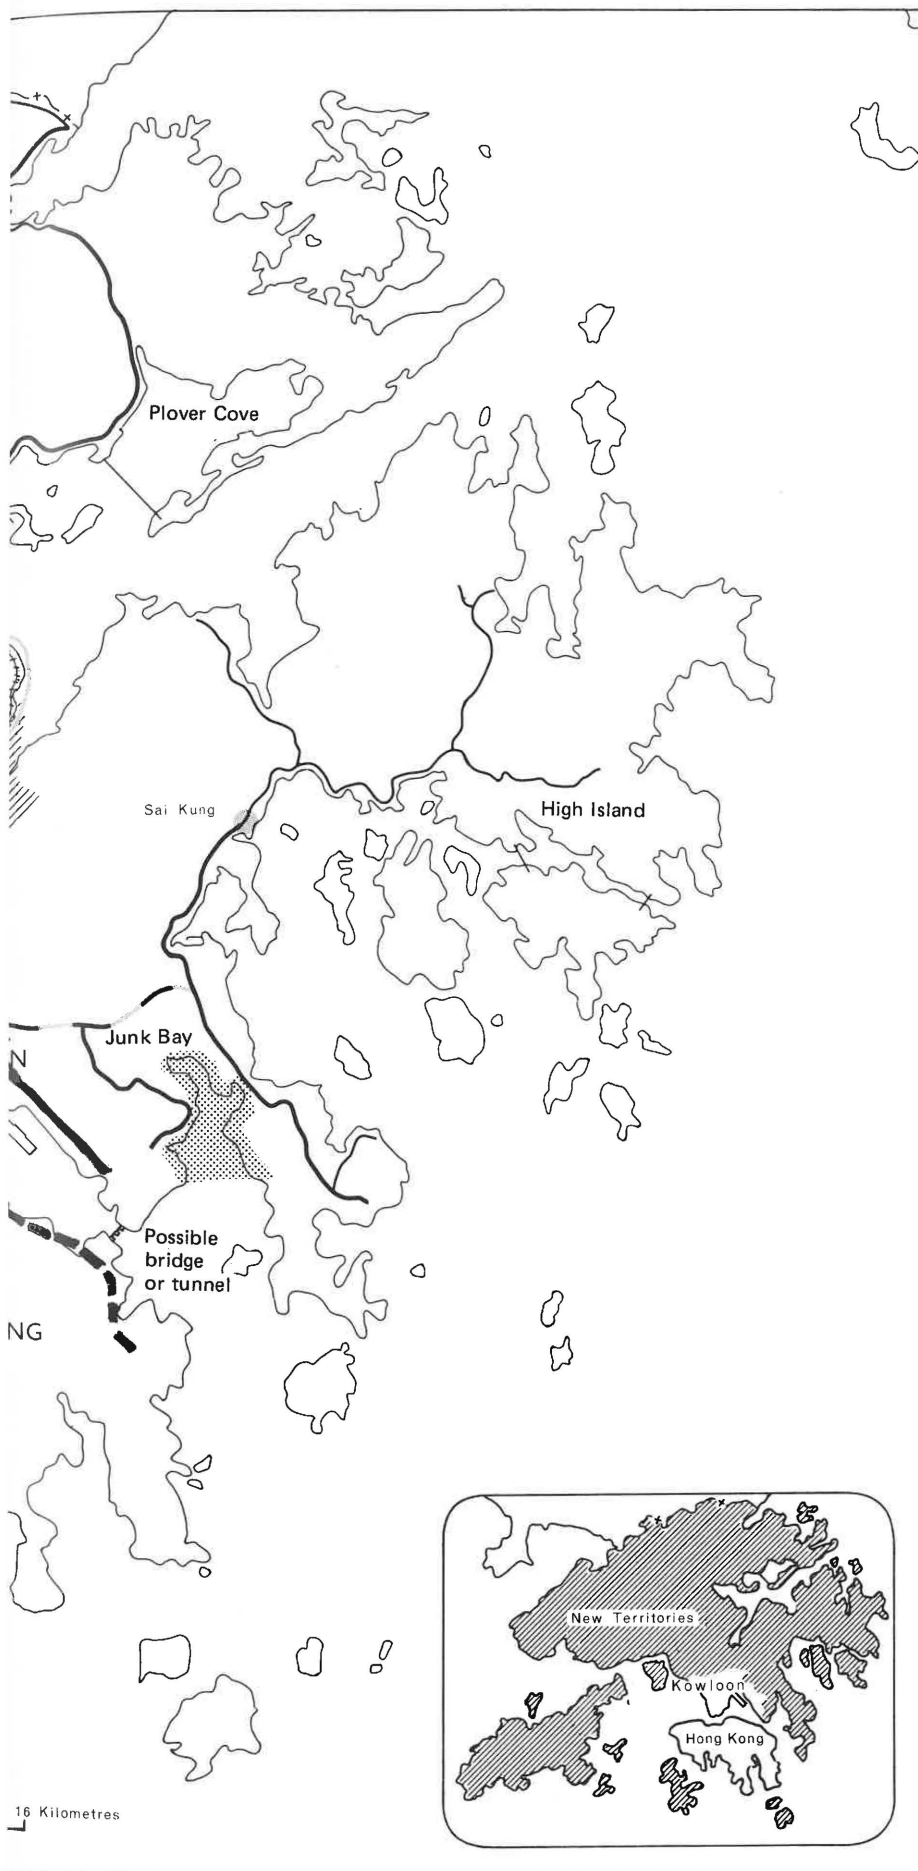 Plover Cove
Sai Kung
High Island
Junk Bay
N
Possible
bridge
or tunnel
NG
New Territories
Kowloon
Hong Kong
16 Kilometres